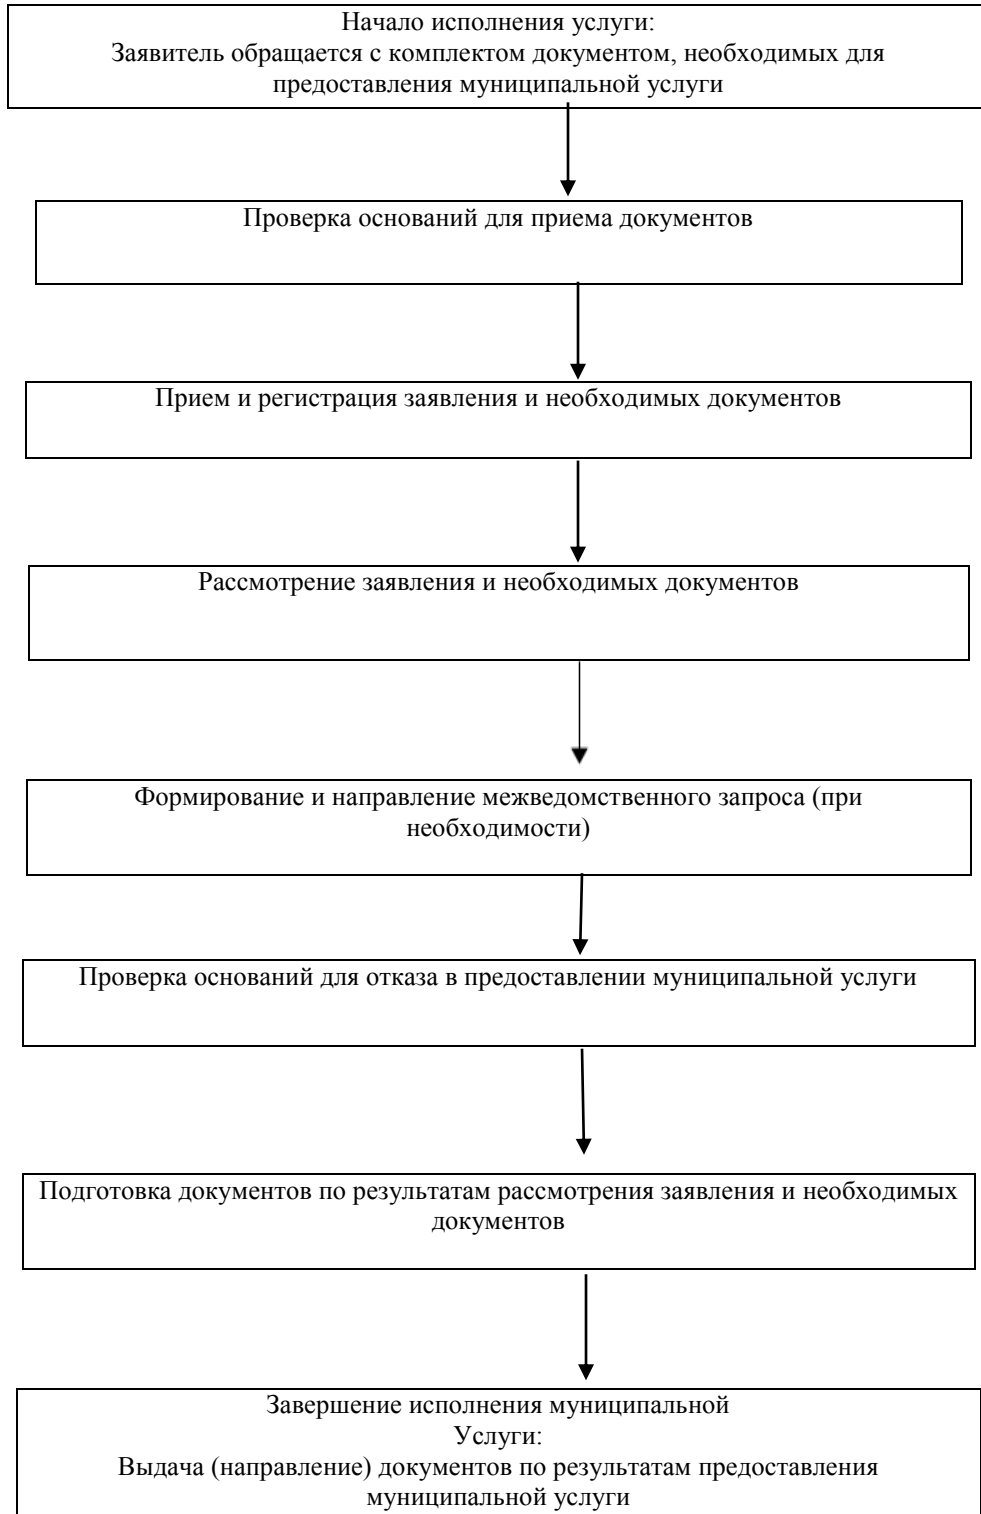 Начало исполнения услуги:
Заявитель обращается с комплектом документом, необходимых для
предоставления муниципальной услуги
Проверка оснований для приема документов
Прием и регистрация заявления и необходимых документов
Рассмотрение заявления и необходимых документов
Формирование и направление межведомственного запроса (при
необходимости)
Проверка оснований для отказа в предоставлении муниципальной услуги
Подготовка документов по результатам рассмотрения заявления и необходимых
документов
Завершение исполнения муниципальной
Услуги:
Выдача (направление) документов по результатам предоставления
муниципальной услуги